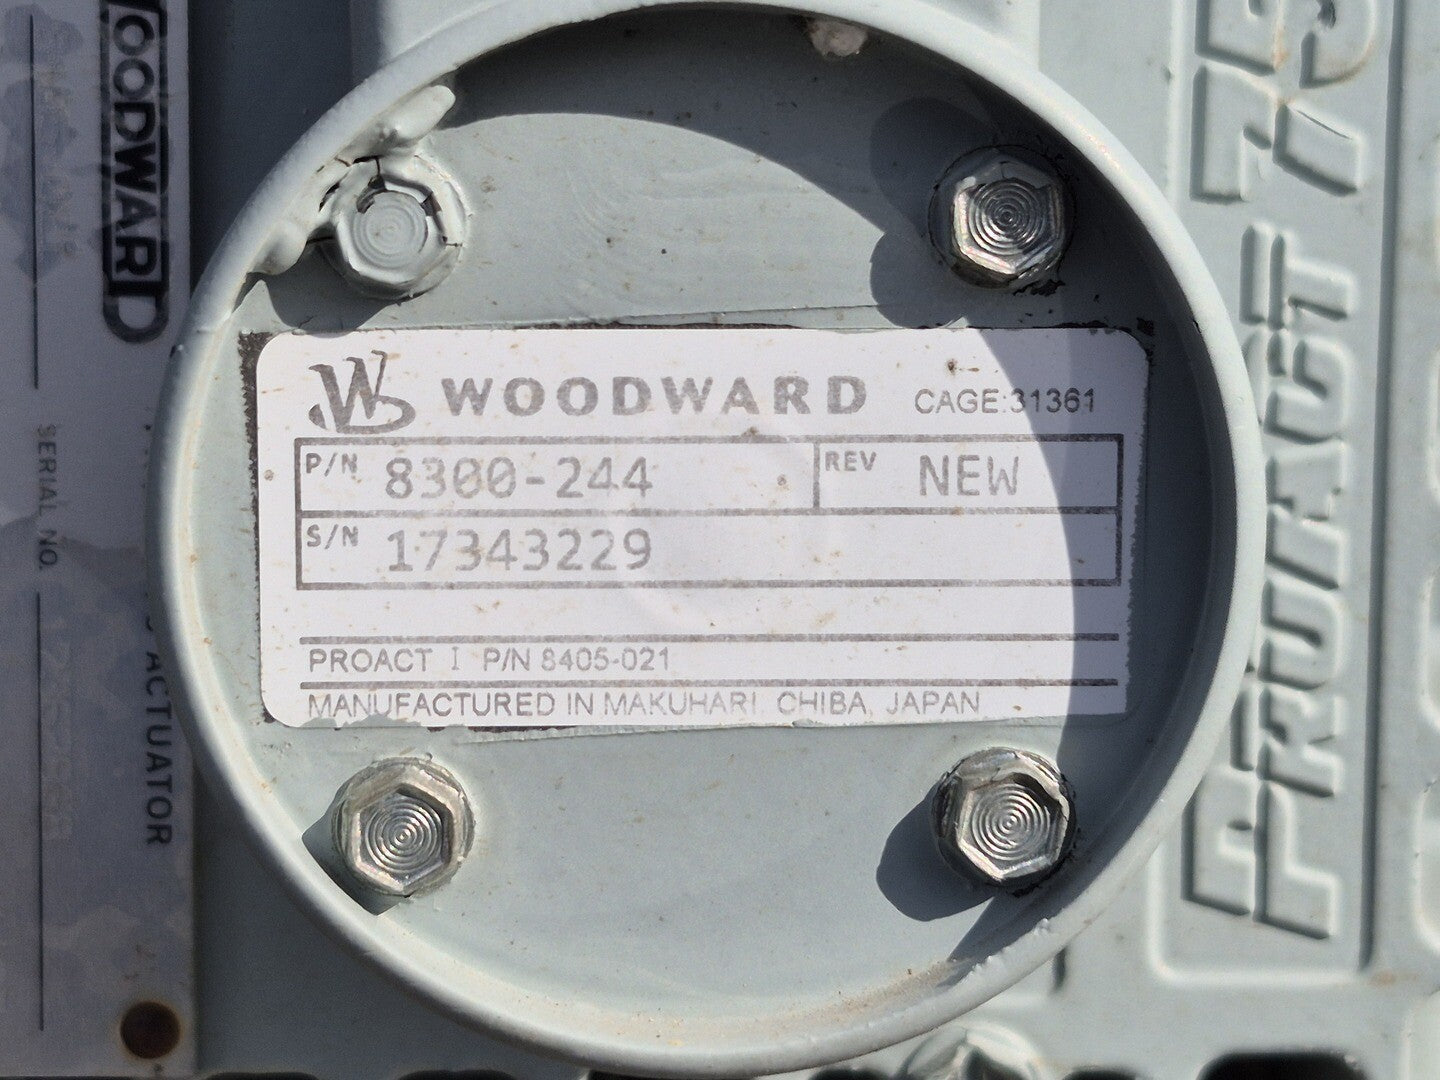 WOODWARD
SERIAL NO.
ACTUATOR
WOODWARD CAGE:31361
P/N 8300-244 REV NEW
S/N 17343229
PROACT I P/N 8405-021
MANUFACTURED IN MAKUHARI, CHIBA, JAPAN
PROACT 75